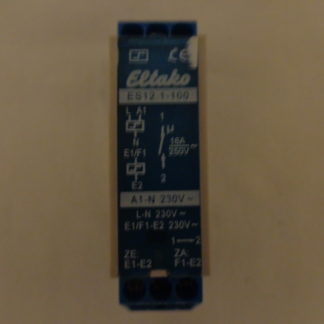 CE
Eltako
ES12.1-100
L A1
1
N
E1/F1
16A
250V~
E2
2
A1-N 230V~
L-N 230V~
E1/F1-E2 230V~
1 2
ZE: ZA:
E1-E2 F1-E2